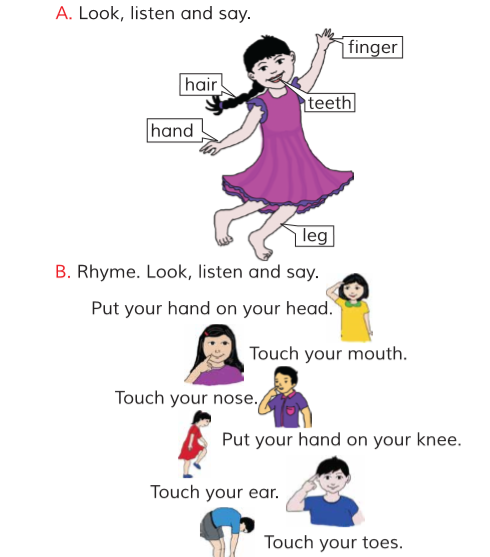 A. Look, listen and say.
finger
hair
teeth
hand
leg
B. Rhyme. Look, listen and say.
Put your hand on your head.
Touch your mouth.
Touch your nose.
Put your hand on your knee.
Touch your ear.
Touch your toes.